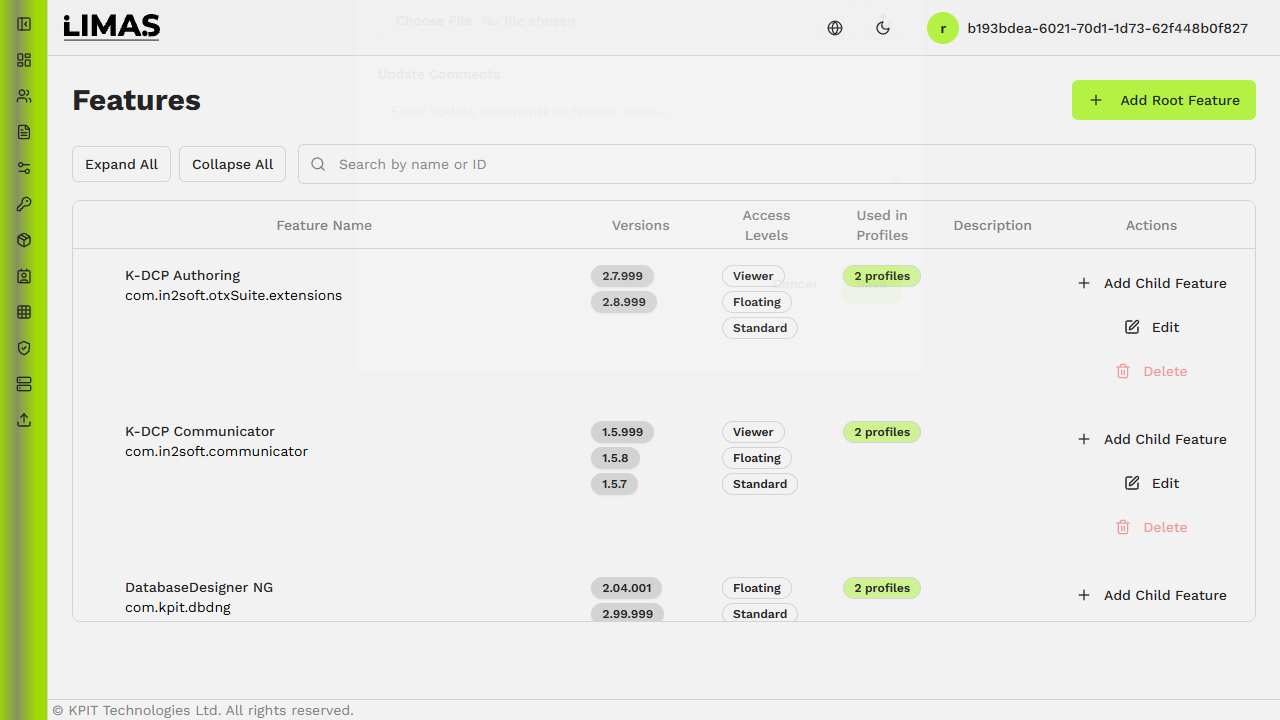 LIMAS
r b193bdea-6021-70d1-1d73-62f448b0f827
Choose File No file chosen
Update Comments
Enter update comments or release notes...
Features
Add Root Feature
Expand All
Collapse All
Search by name or ID
Feature Name
Versions
Access Levels
Used in Profiles
Description
Actions
K-DCP Authoring
com.in2soft.otxSuite.extensions
2.7.999
2.8.999
Viewer
Floating
Standard
2 profiles
Cancel
Add Child Feature
Edit
Delete
K-DCP Communicator
com.in2soft.communicator
1.5.999
1.5.8
1.5.7
Viewer
Floating
Standard
2 profiles
Add Child Feature
Edit
Delete
DatabaseDesigner NG
com.kpit.dbdng
2.04.001
2.99.999
Floating
Standard
2 profiles
Add Child Feature
© KPIT Technologies Ltd. All rights reserved.